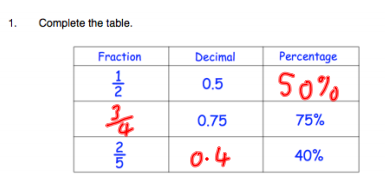 1. Complete the table.
Fraction Decimal Percentage
1/2 0.5 50%
3/4 0.75 75%
2/5 0.4 40%